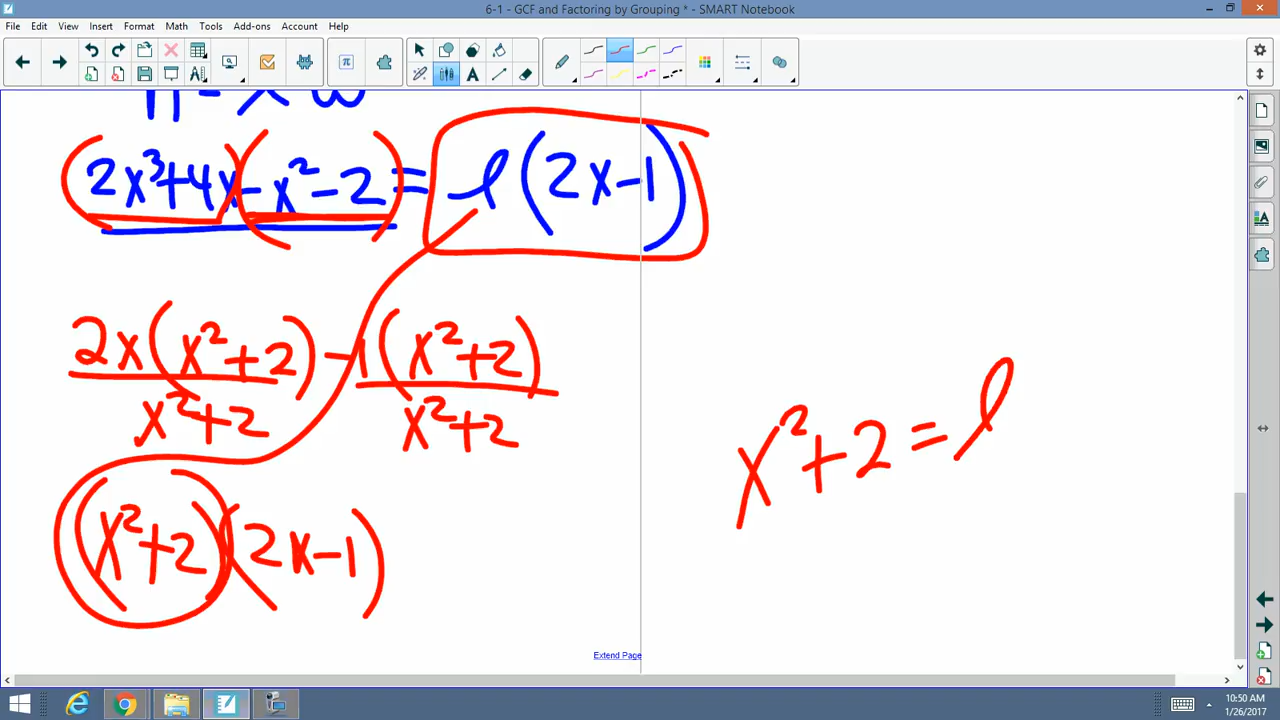 6-1 - GCF and Factoring by Grouping * - SMART Notebook
File Edit View Insert Format Math Tools Add-ons Account Help
2x³+4x-x²-2 = l(2x-1)
2x(x²+2) -1(x²+2)
x²+2 x²+2
x²+2=l
(x²+2)(2x-1)
Extend Page
10:50 AM
1/26/2017